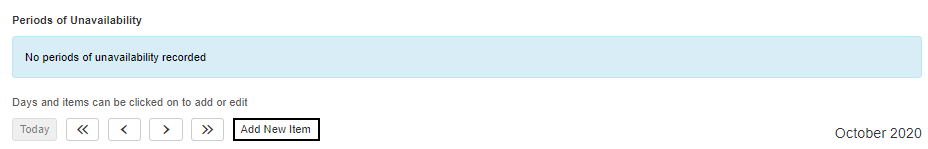 Periods of Unavailability
No periods of unavailability recorded
Days and items can be clicked on to add or edit
Today « < > » Add New Item October 2020